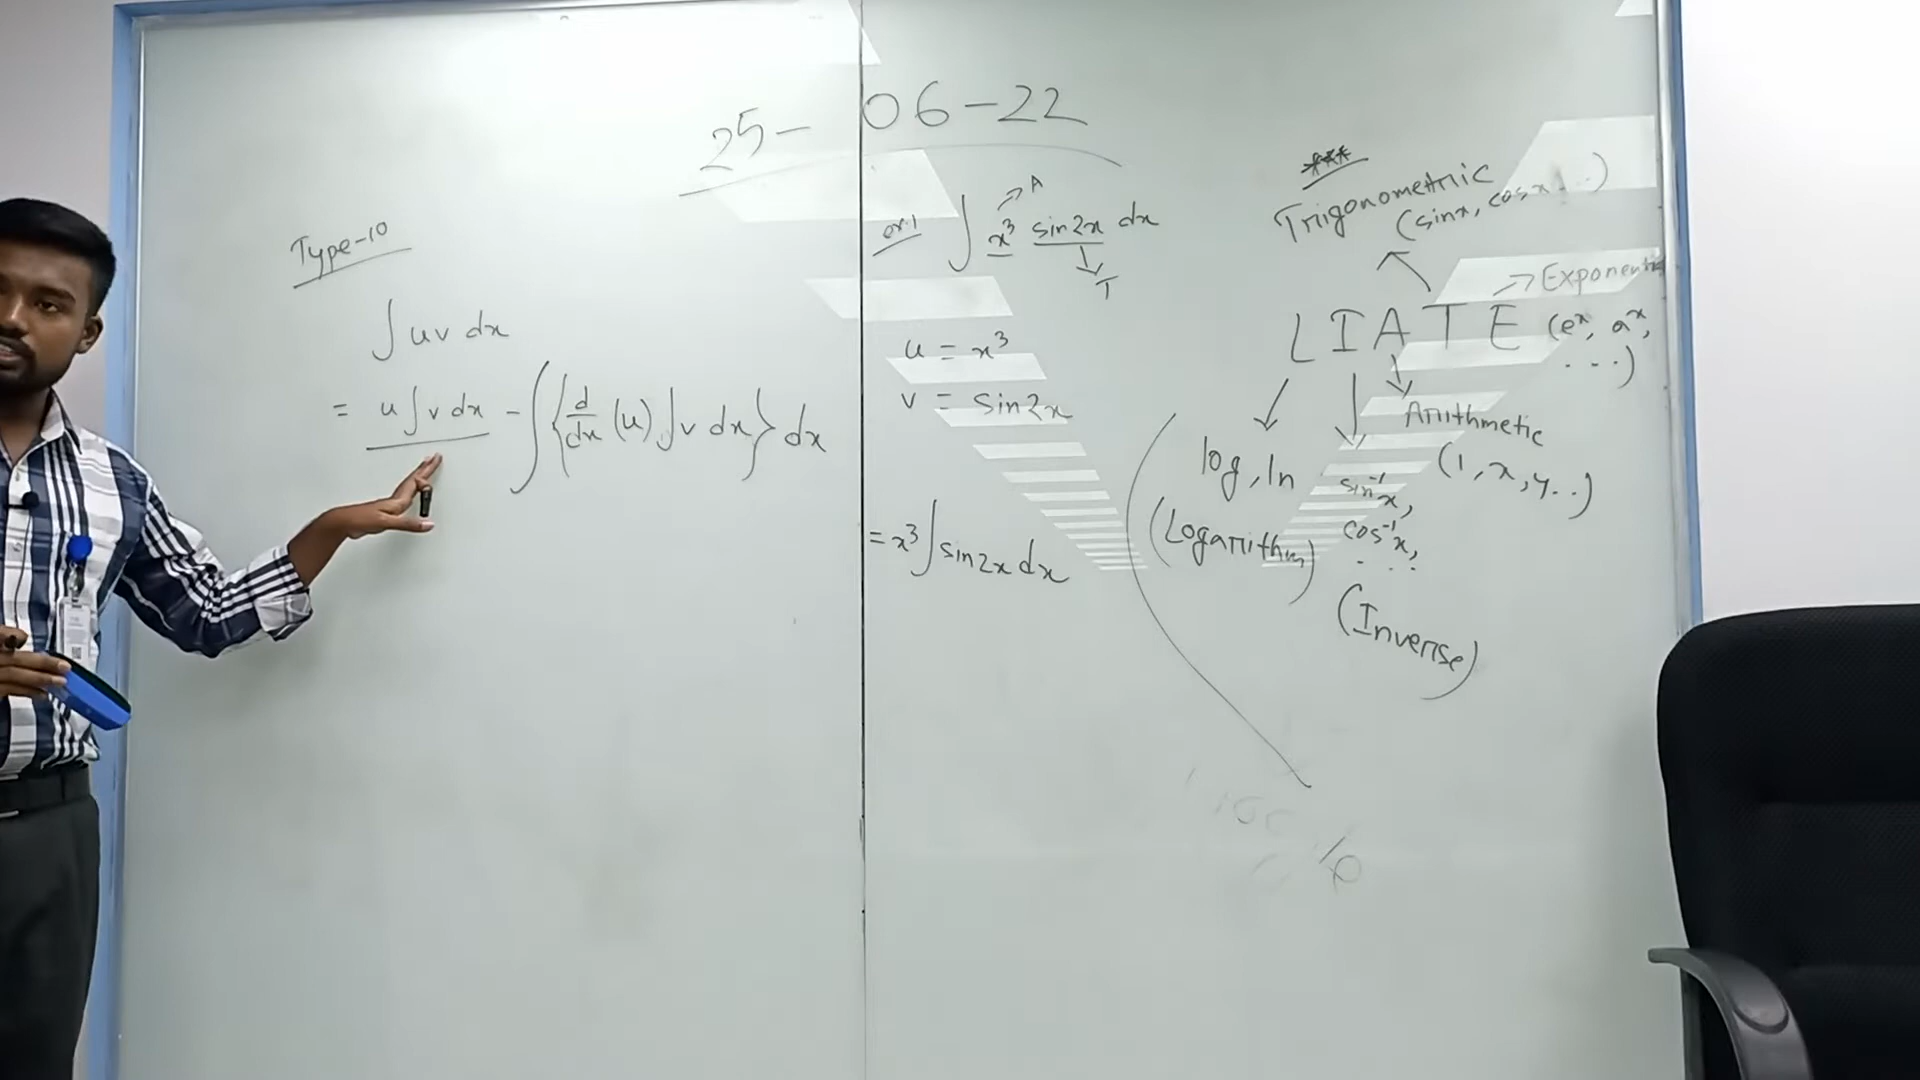 25-06-22
Type-10
∫ uv dx
= u∫v dx - ∫{d/dx (u) ∫v dx} dx
ex.1 ∫ x³ sin2x dx
A
T
u = x³
v = sin2x
= x³∫sin2x dx
***
Trigonometric
(sinx, cosx, ..)
Exponenti
LIATE (eˣ, aˣ,
...)
Arithmetic
(1, x, y..)
log, ln
(Logarithm)
sin⁻¹x,
cos⁻¹x,
...
(Inverse)